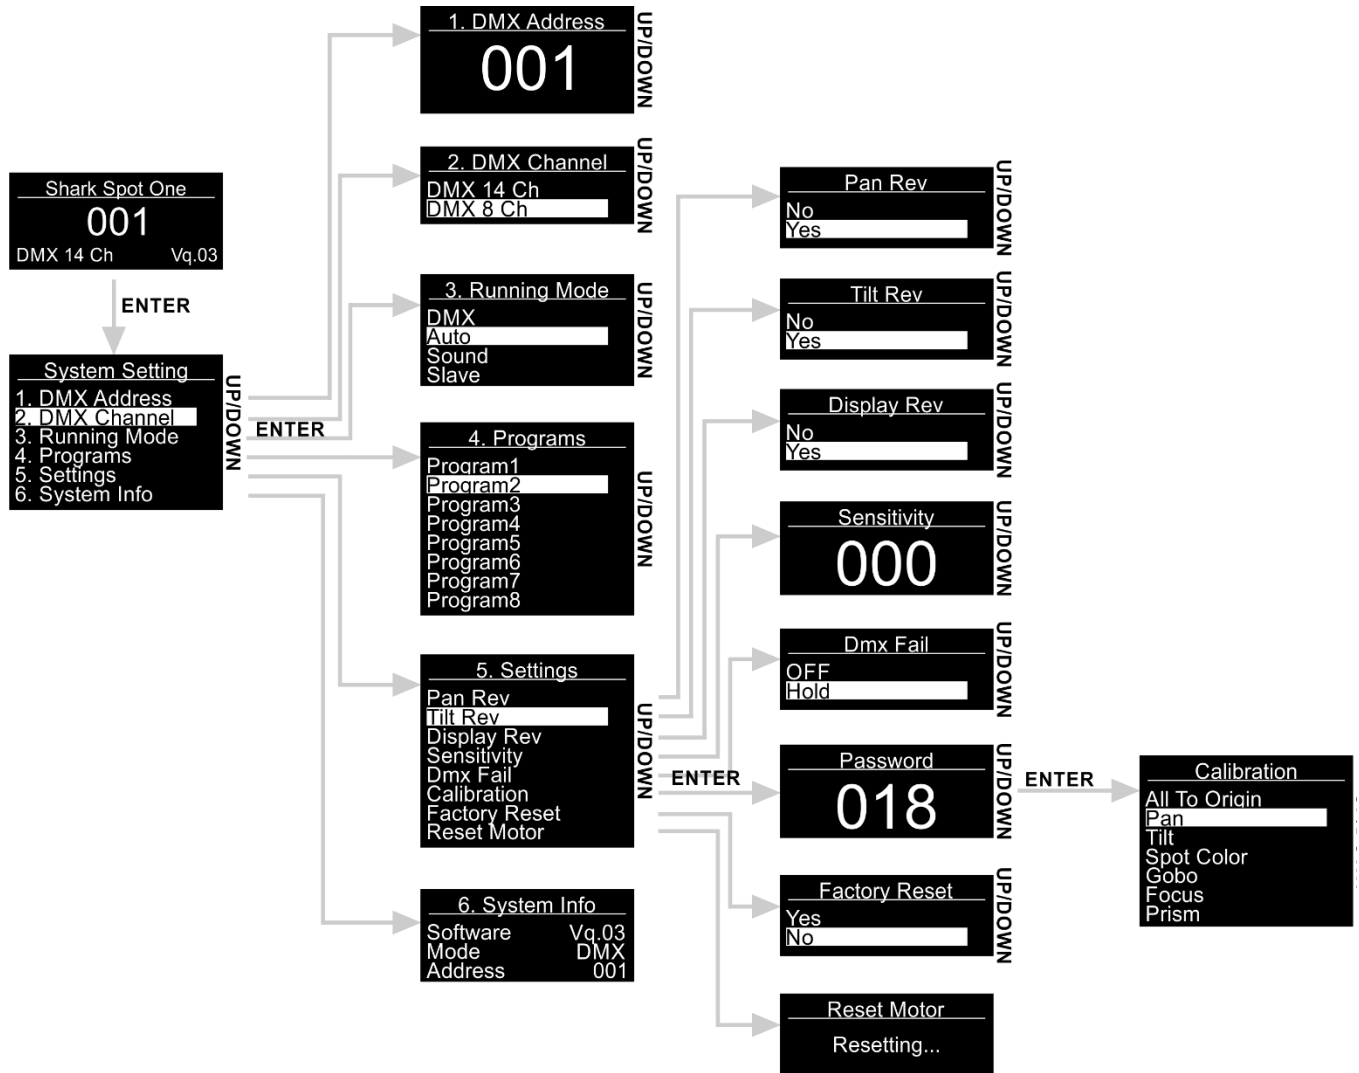 Shark Spot One
001
DMX 14 Ch Vq.03
ENTER
System Setting
1. DMX Address
2. DMX Channel
3. Running Mode
4. Programs
5. Settings
6. System Info
UP/DOWN
ENTER
1. DMX Address
001
UP/DOWN
2. DMX Channel
DMX 14 Ch
DMX 8 Ch
UP/DOWN
3. Running Mode
DMX
Auto
Sound
Slave
UP/DOWN
4. Programs
Program1
Program2
Program3
Program4
Program5
Program6
Program7
Program8
UP/DOWN
5. Settings
Pan Rev
Tilt Rev
Display Rev
Sensitivity
Dmx Fail
Calibration
Factory Reset
Reset Motor
UP/DOWN
ENTER
6. System Info
Software Vq.03
Mode DMX
Address 001
Pan Rev
No
Yes
UP/DOWN
Tilt Rev
No
Yes
UP/DOWN
Display Rev
No
Yes
UP/DOWN
Sensitivity
000
UP/DOWN
Dmx Fail
OFF
Hold
UP/DOWN
Password
018
UP/DOWN
ENTER
Factory Reset
Yes
No
UP/DOWN
Reset Motor
Resetting...
Calibration
All To Origin
Pan
Tilt
Spot Color
Gobo
Focus
Prism